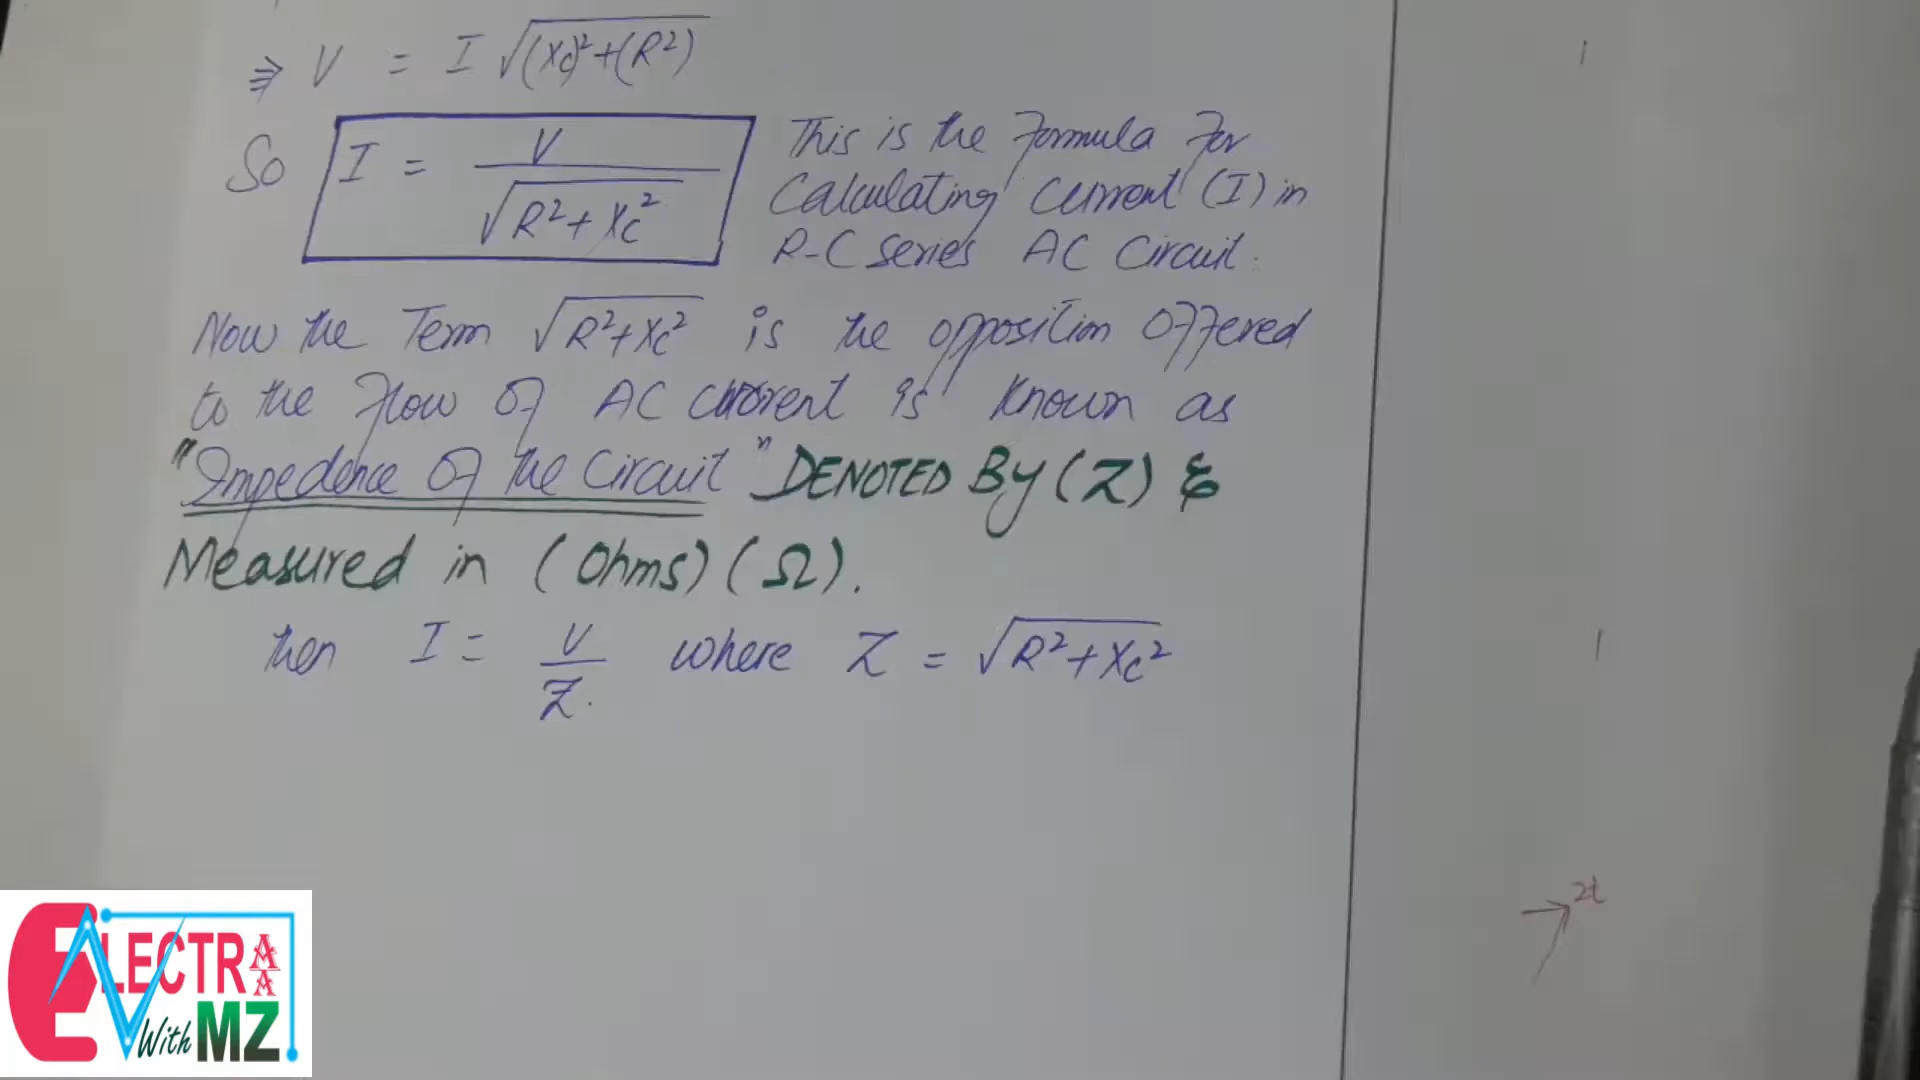 ⇒ V = I √(Xc)²+(R²)
So I = V / √R²+Xc²
This is the Formula For
Calculating Current (I) in
R-C series AC Circuit.
Now the Term √R²+Xc² is the opposition offered
to the Flow of AC current is known as
"Impedence of the Circuit" DENOTED By (Z) &
Measured in (Ohms) (Ω).
then I = V / Z. where Z = √R²+Xc²
ELECTRA
With MZ